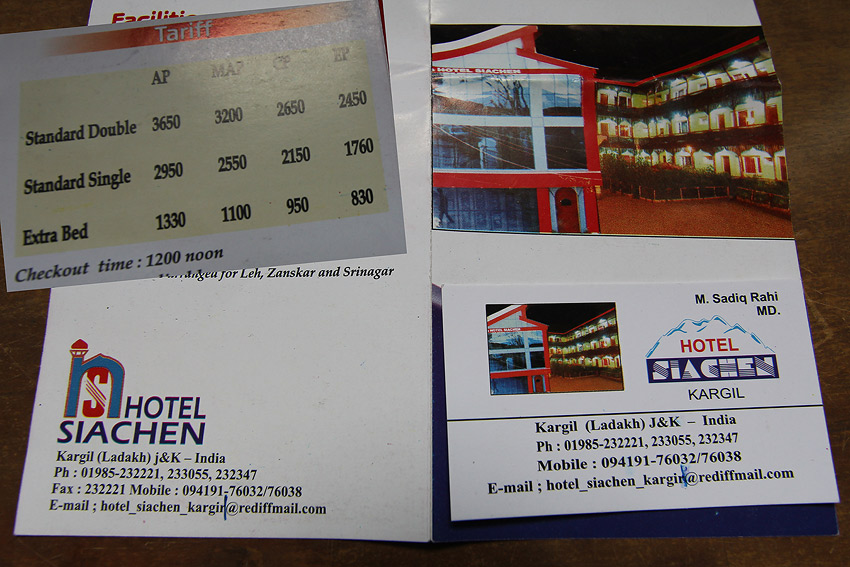 Facilities
Tariff
AP MAP CP EP
Standard Double 3650 3200 2650 2450
Standard Single 2950 2550 2150 1760
Extra Bed 1330 1100 950 830
Checkout time : 1200 noon
for Leh, Zanskar and Srinagar
HOTEL
SIACHEN
Kargil (Ladakh) j&K – India
Ph : 01985-232221, 233055, 232347
Fax : 232221 Mobile : 094191-76032/76038
E-mail ; hotel_siachen_kargir@rediffmail.com
HOTEL SIACHEN
M. Sadiq Rahi
MD.
HOTEL SIACHEN
HOTEL
SIACHEN
KARGIL
Kargil (Ladakh) J&K – India
Ph : 01985-232221, 233055, 232347
Mobile : 094191-76032/76038
E-mail ; hotel_siachen_kargir@rediffmail.com